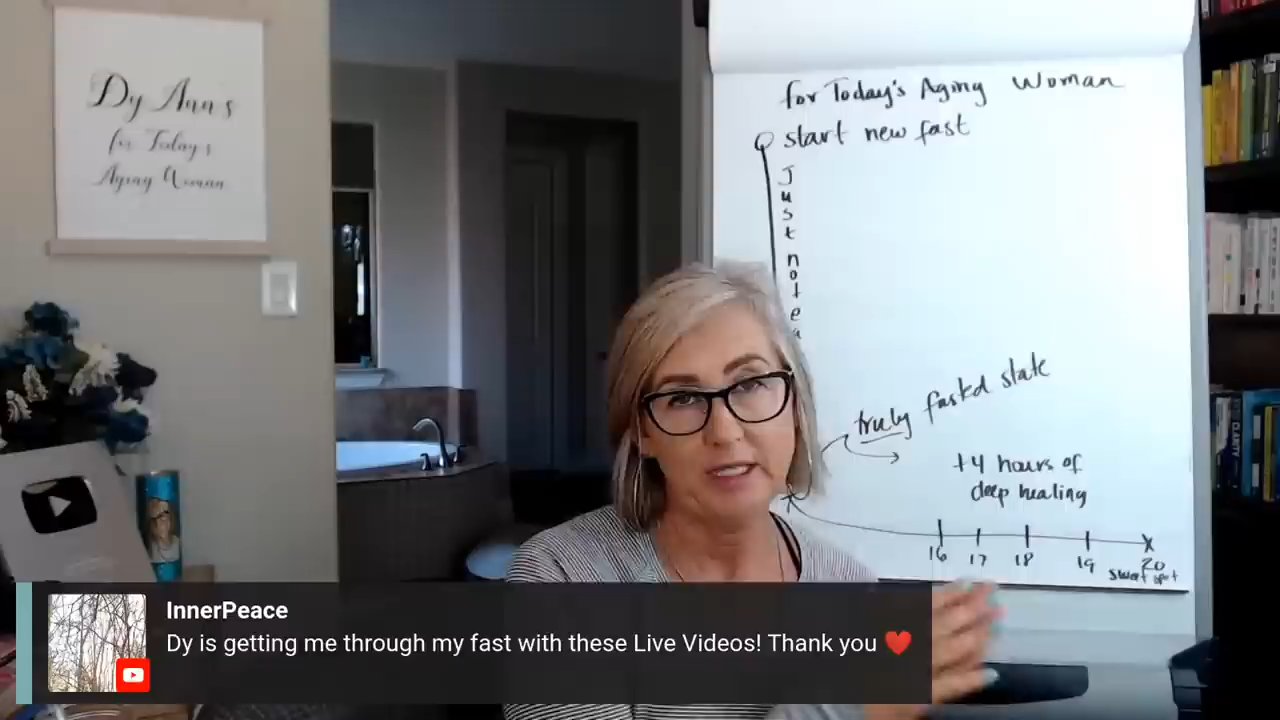 Dy Ann's
for Today's
Aging Woman
for Today's Aging Woman
start new fast
Just not ea
truly fasted state
+4 hours of
deep healing
16 17 18 19 20
sweet spot
CLARITY
InnerPeace
Dy is getting me through my fast with these Live Videos! Thank you ❤️